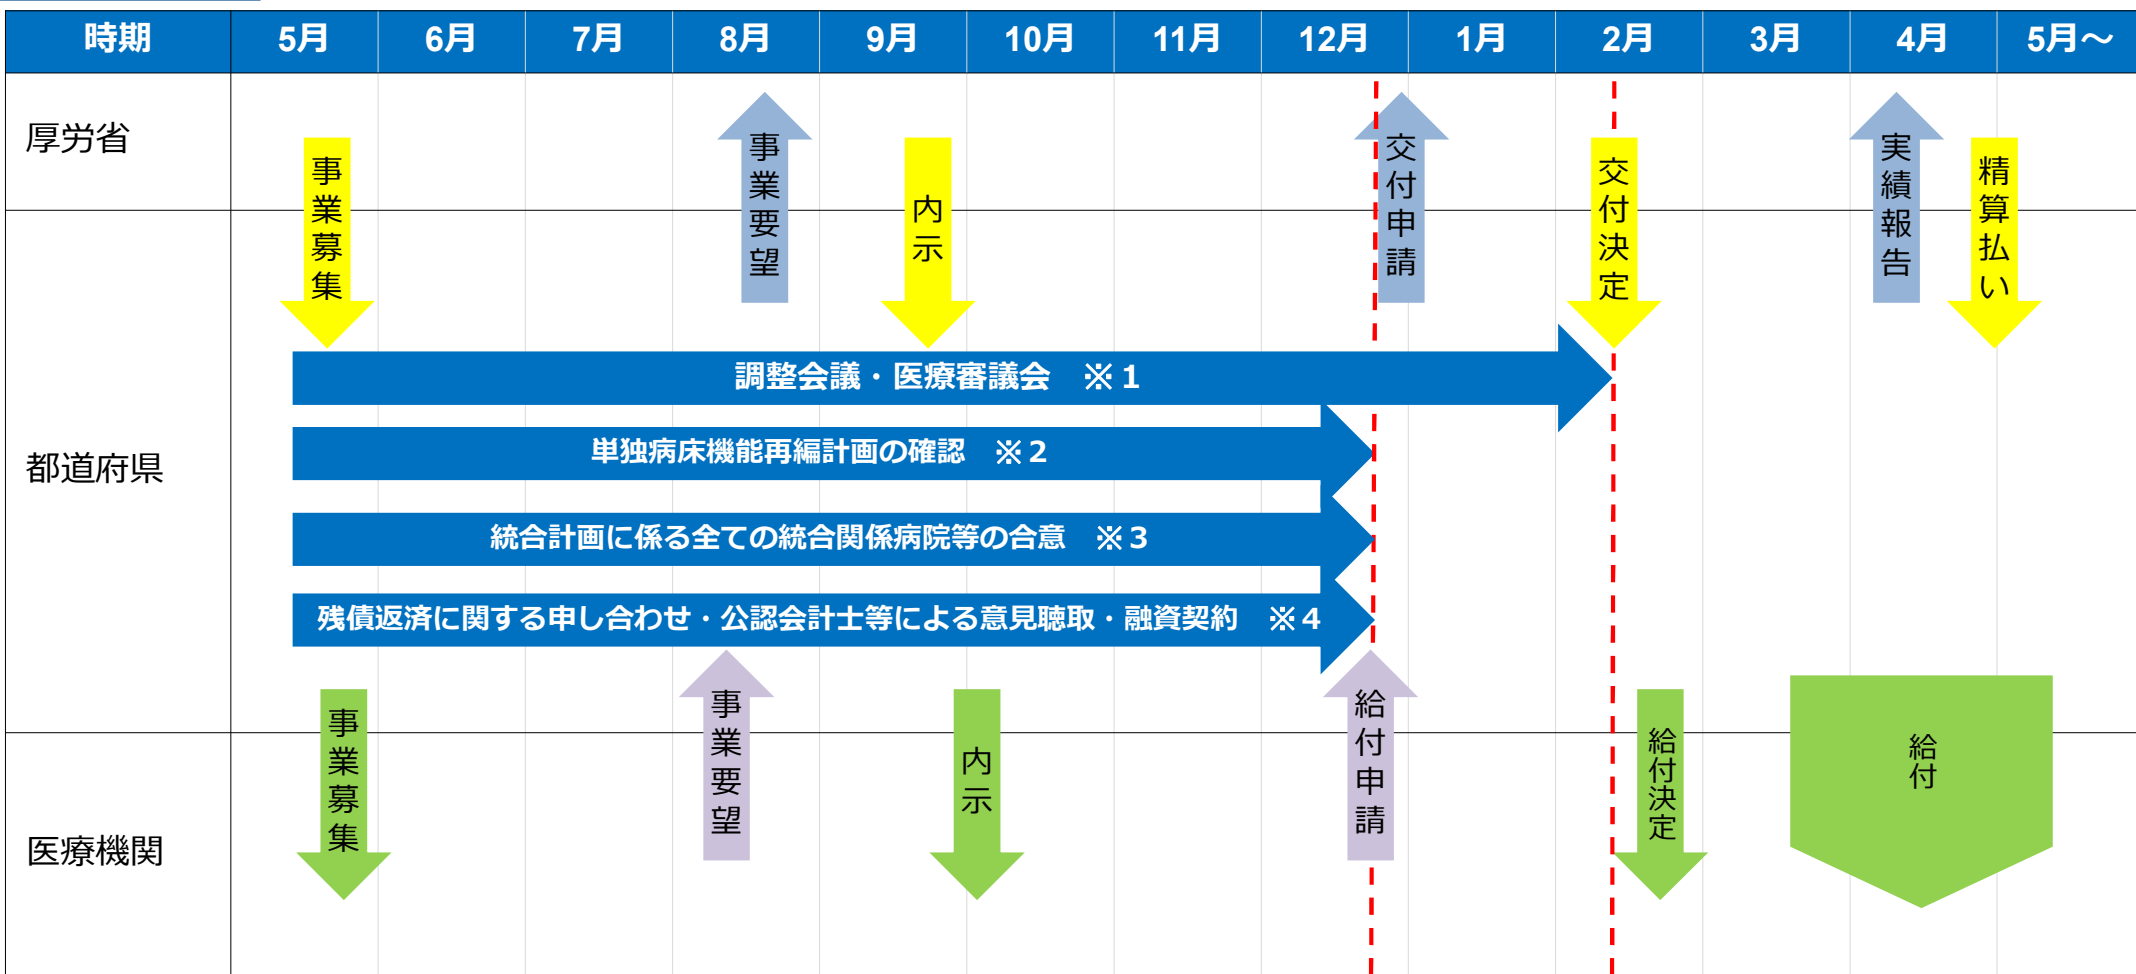 時期 5月 6月 7月 8月 9月 10月 11月 12月 1月 2月 3月 4月 5月～
厚労省
事業募集
事業要望
内示
交付申請
交付決定
実績報告
精算払い
都道府県
調整会議・医療審議会　※１
単独病床機能再編計画の確認　※２
統合計画に係る全ての統合関係病院等の合意　※３
残債返済に関する申し合わせ・公認会計士等による意見聴取・融資契約　※４
医療機関
事業募集
事業要望
内示
給付申請
給付決定
給付